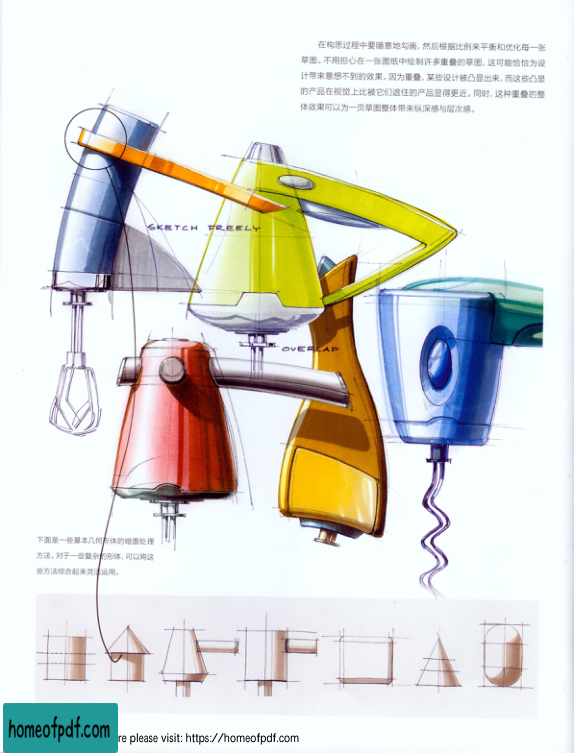 在构思过程中要随意地勾画，然后根据比例来平衡和优化每一张
草图。不用担心在一张图纸中绘制许多重叠的草图，这可能恰恰为设
计带来意想不到的效果。因为重叠，某些设计被凸显出来，而这些凸显
的产品在视觉上比被它们遮住的产品显得更近。同时，这种重叠的整
体效果可以为一页草图整体带来纵深感与层次感。
SKETCH FREELY
OVERLAP
下面是一些基本几何形体的暗面处理
方法。对于一些复杂的形体，可以将这
些方法综合起来灵活运用。
homeofpdf.com
re please visit: https://homeofpdf.com